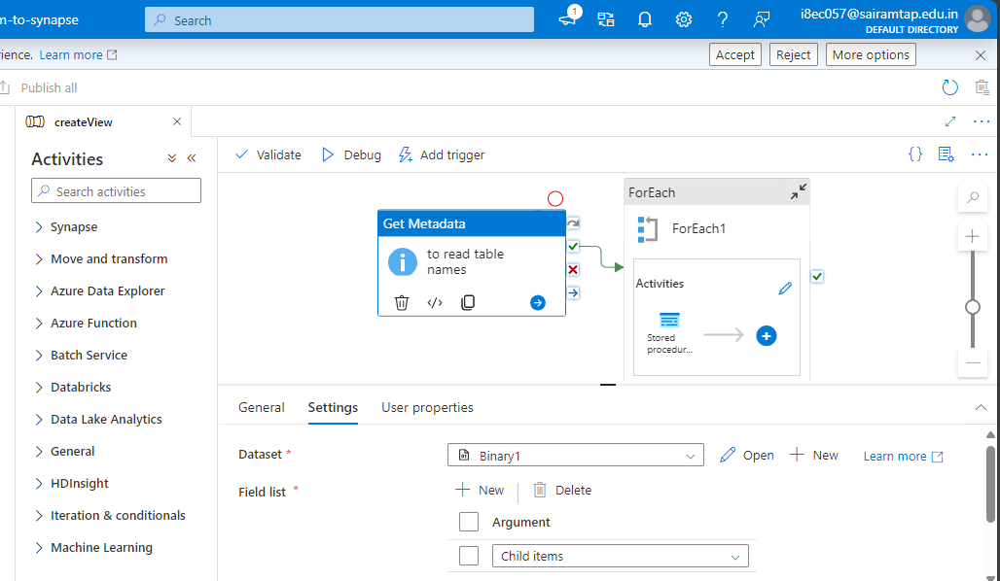 m-to-synapse
Search
1
i8ec057@sairamtap.edu.in
DEFAULT DIRECTORY
rience. Learn more
Accept
Reject
More options
Publish all
createView
Activities
Search activities
Synapse
Move and transform
Azure Data Explorer
Azure Function
Batch Service
Databricks
Data Lake Analytics
General
HDInsight
Iteration & conditionals
Machine Learning
Validate
Debug
Add trigger
Get Metadata
to read table
names
ForEach
ForEach1
Activities
Stored
procedur...
General
Settings
User properties
Dataset *
Binary1
Open
New
Learn more
Field list *
New
Delete
Argument
Child items